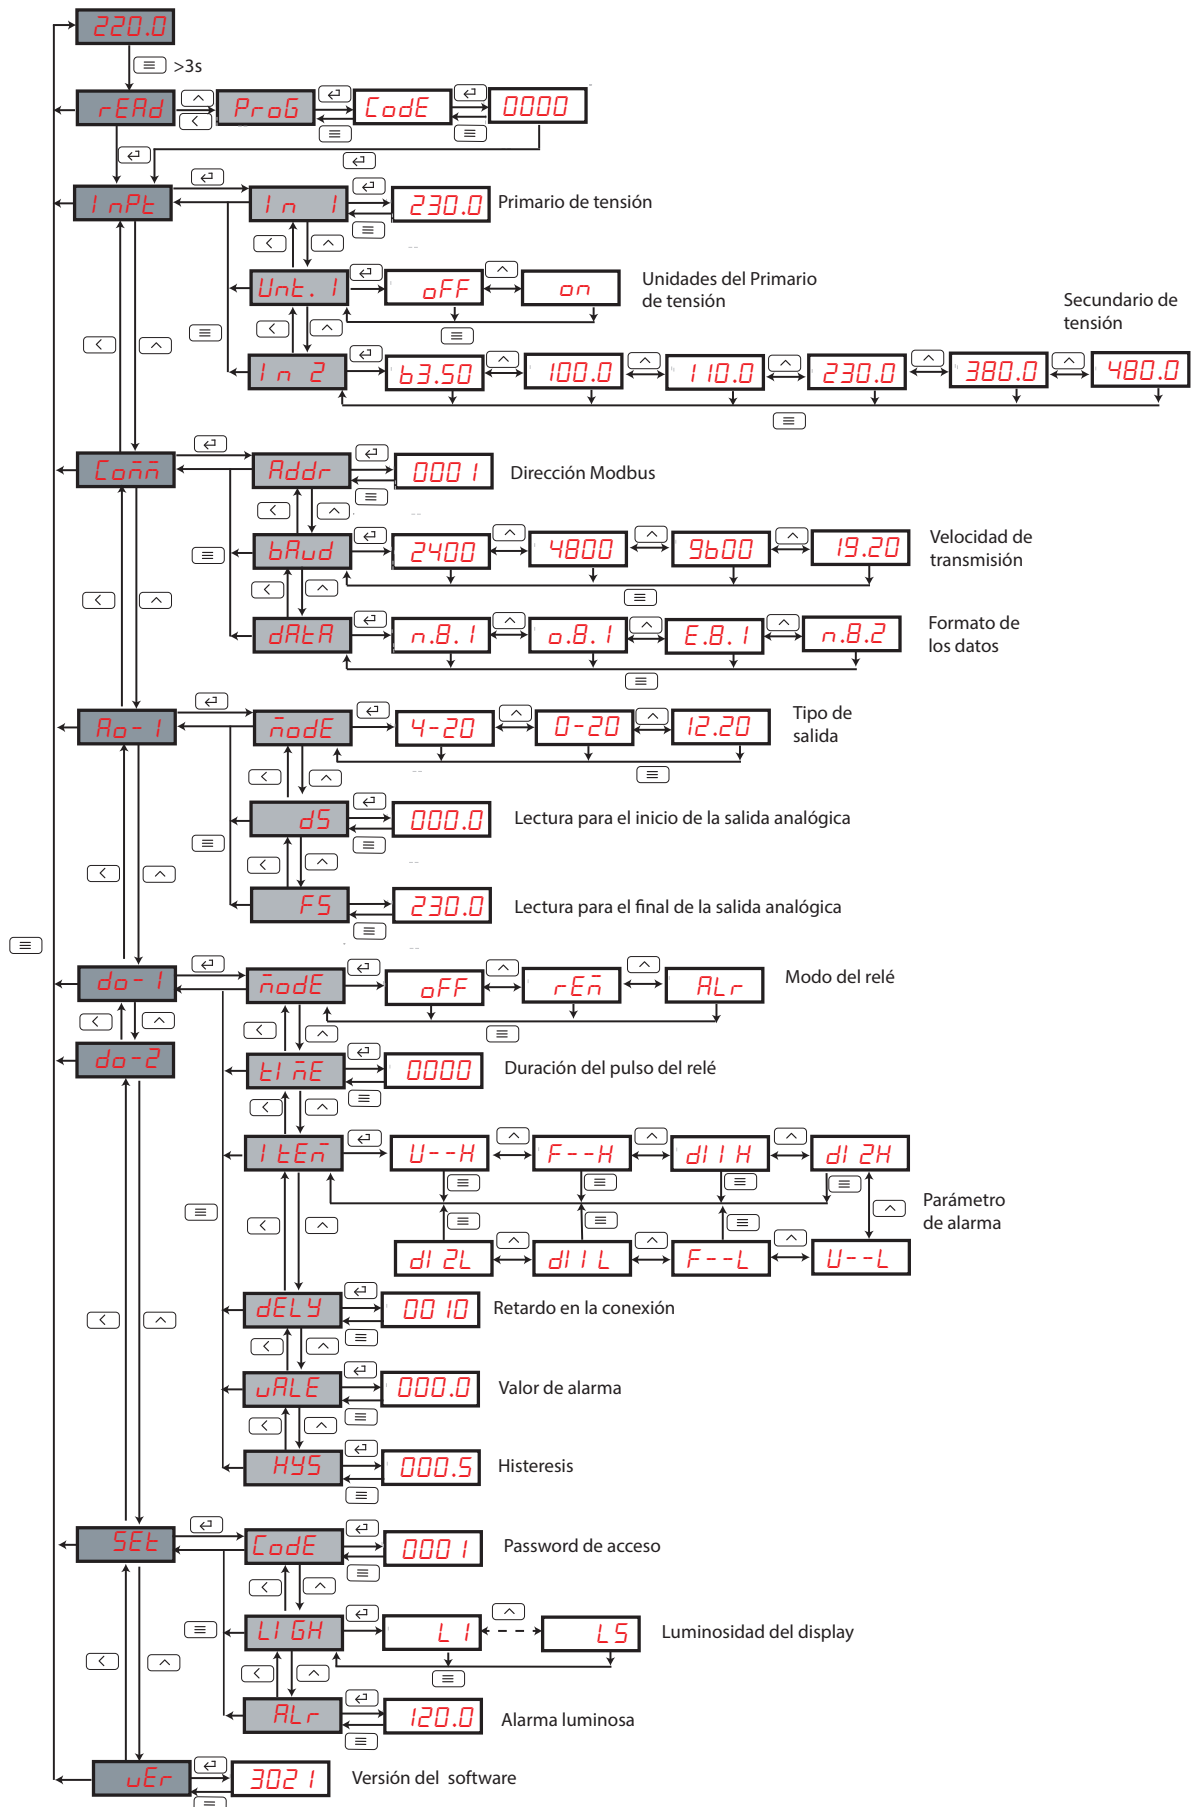 220.0
>3s
rEAd ProG CodE 0000
InPt In 1 230.0 Primario de tensión
Unt.1 oFF on Unidades del Primario
de tensión
Secundario de
tensión
In 2 63.50 100.0 110.0 230.0 380.0 480.0
Comm Addr 0001 Dirección Modbus
bAud 2400 4800 9600 19.20 Velocidad de
transmisión
dAtA n.8.1 o.8.1 E.8.1 n.8.2 Formato de
los datos
Ao-1 modE 4-20 0-20 12.20 Tipo de
salida
dS 000.0 Lectura para el inicio de la salida analógica
FS 230.0 Lectura para el final de la salida analógica
do-1 modE oFF rEm ALr Modo del relé
do-2 tImE 0000 Duración del pulso del relé
ItEm U--H F--H dI1H dI2H
Parámetro
de alarma
dI2L dI1L F--L U--L
dELY 0010 Retardo en la conexión
vALE 000.0 Valor de alarma
HYS 000.5 Histeresis
SEt CodE 0001 Password de acceso
LIGH L1 L5 Luminosidad del display
ALr 120.0 Alarma luminosa
vEr 3021 Versión del software